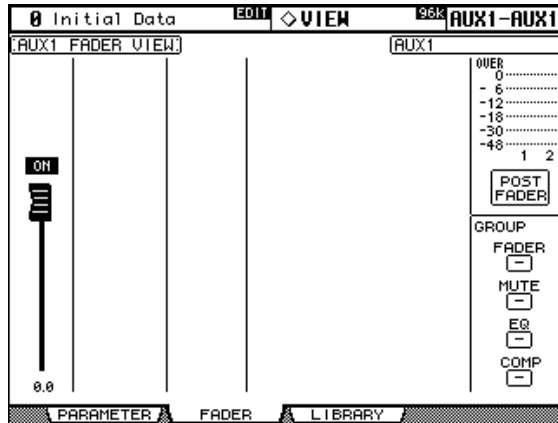 0 Initial Data EDIT ◇VIEW 96k AUX1-AUX1
AUX1 FADER VIEW
AUX1
OVER
0
- 6
-12
-18
-30
-48
1 2
ON
POST
FADER
GROUP
FADER
-
MUTE
-
EQ
-
COMP
-
0.0
PARAMETER FADER LIBRARY